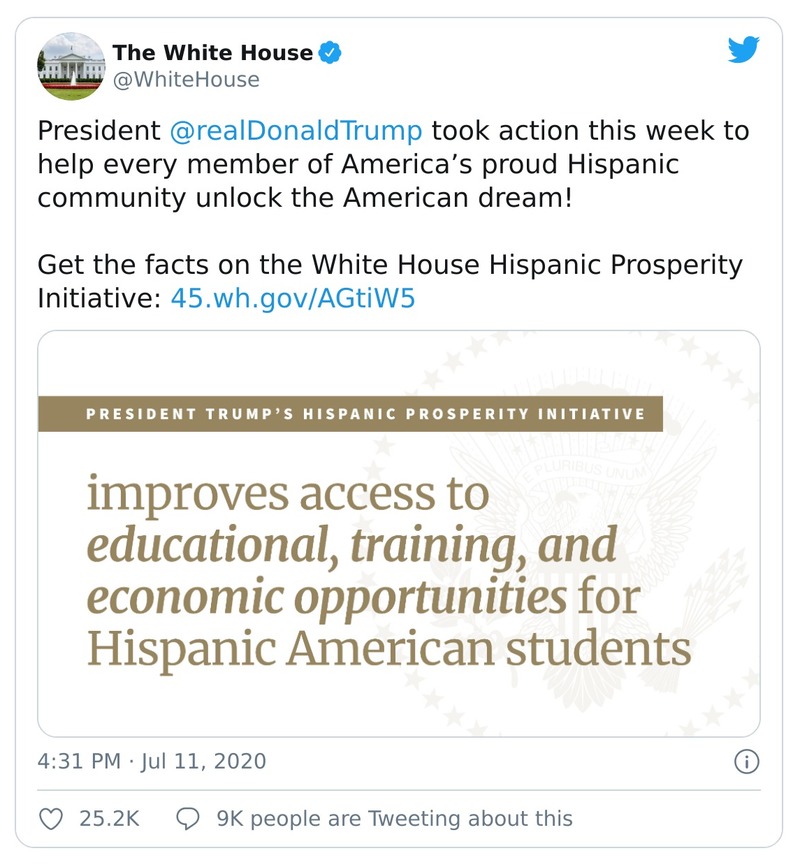 The White House
@WhiteHouse
President @realDonaldTrump took action this week to
help every member of America’s proud Hispanic
community unlock the American dream!
Get the facts on the White House Hispanic Prosperity
Initiative: 45.wh.gov/AGtiW5
PRESIDENT TRUMP’S HISPANIC PROSPERITY INITIATIVE
E PLURIBUS UNUM
improves access to
educational, training, and
economic opportunities for
Hispanic American students
4:31 PM · Jul 11, 2020
25.2K
9K people are Tweeting about this